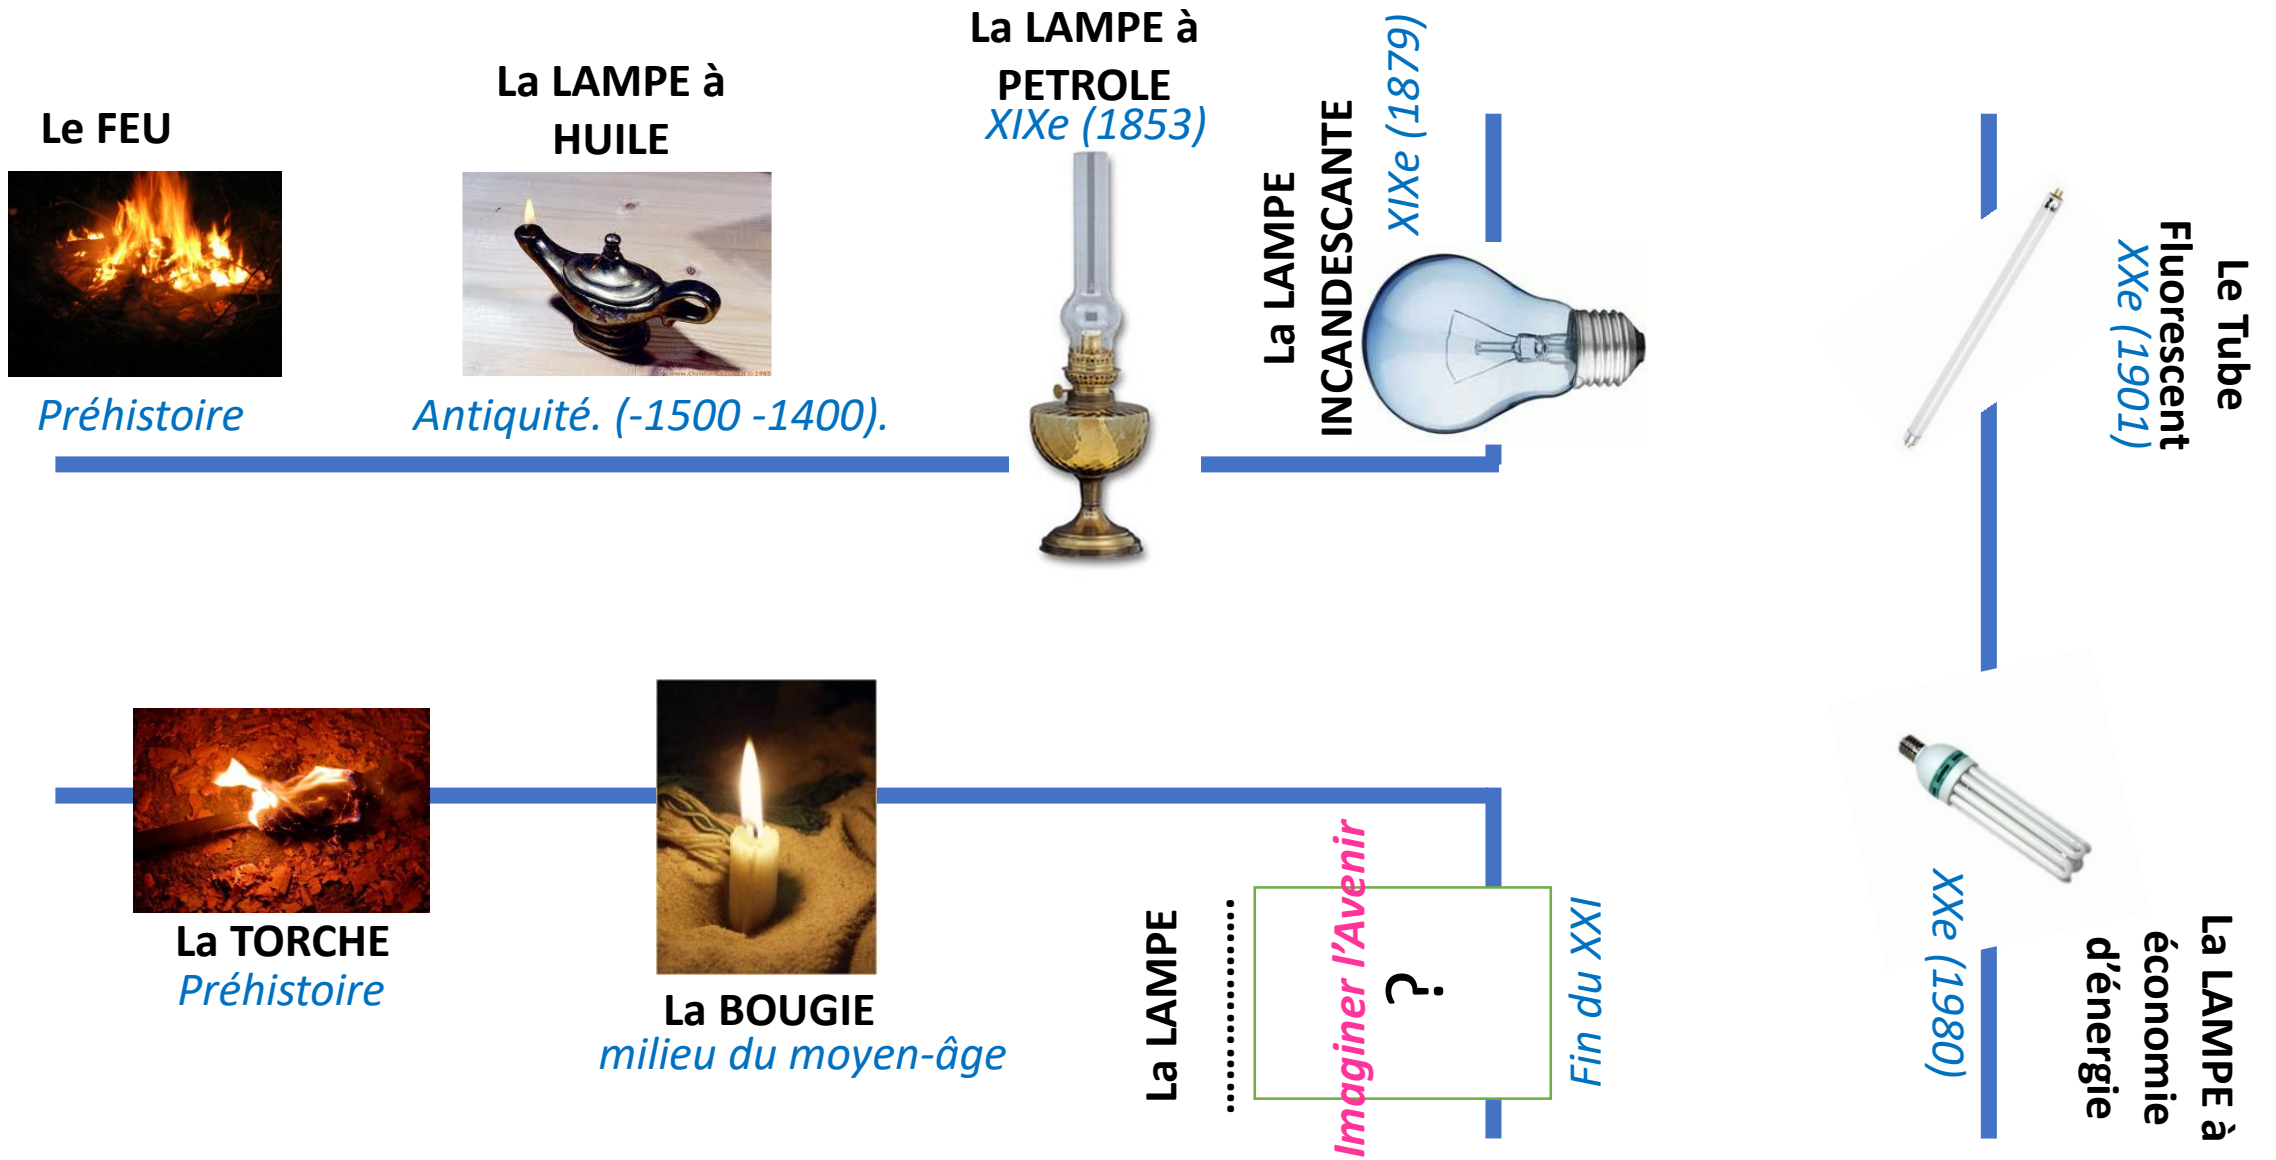 Le FEU
Préhistoire
La LAMPE à
HUILE
Antiquité. (-1500 -1400).
La LAMPE à
PETROLE
XIXe (1853)
La LAMPE
INCANDESCANTE
XIXe (1879)
Le Tube
Fluorescent
XXe (1901)
La TORCHE
Préhistoire
La BOUGIE
milieu du moyen-âge
La LAMPE
....................
Imaginer l'Avenir
?
Fin du XXI
La LAMPE à
économie
d'énergie
XXe (1980)